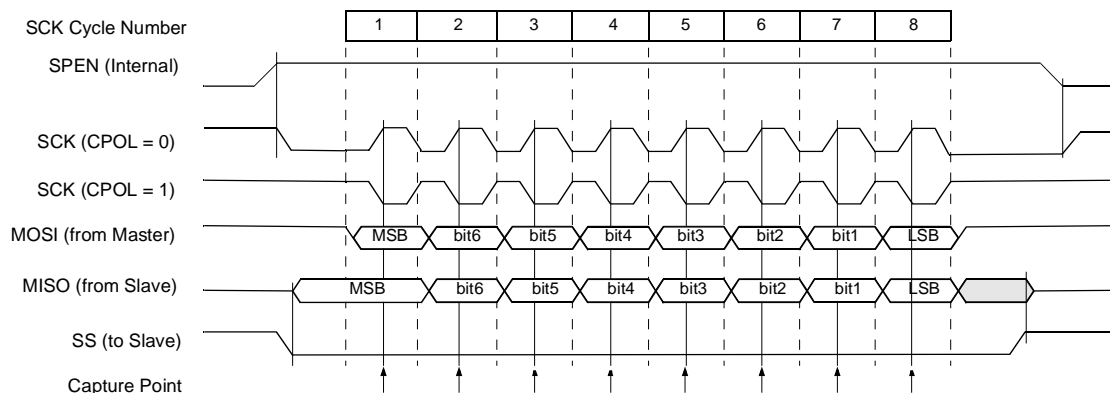 SCK Cycle Number 1 2 3 4 5 6 7 8
SPEN (Internal)
SCK (CPOL = 0)
SCK (CPOL = 1)
MOSI (from Master) MSB bit6 bit5 bit4 bit3 bit2 bit1 LSB
MISO (from Slave) MSB bit6 bit5 bit4 bit3 bit2 bit1 LSB
SS (to Slave)
Capture Point